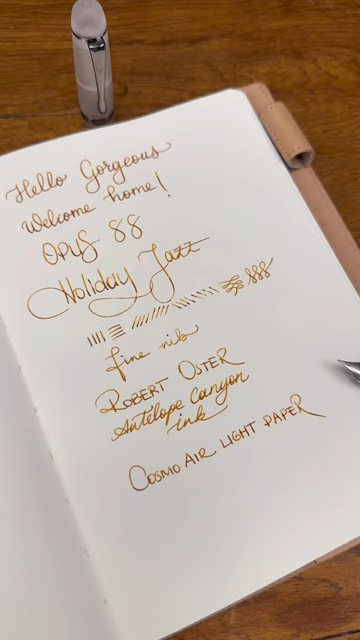 Hello Gorgeous
Welcome home!
Opus 88
Holiday Jazz
fine nib
Robert Oster
Antelope Canyon
ink
Cosmo Air Light Paper